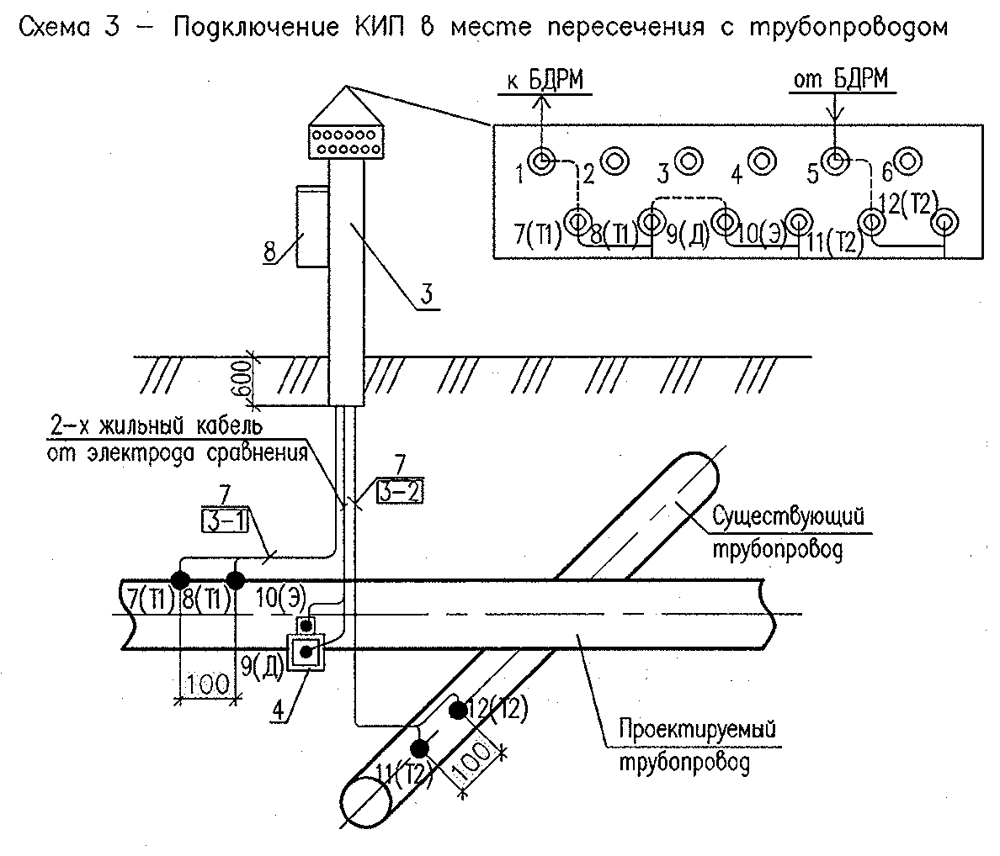 Схема 3 – Подключение КИП в месте пересечения с трубопроводом
к БДРМ
от БДРМ
1
2
3
4
5
6
7(Т1)
8(Т1)
9(Д)
10(Э)
11(Т2)
12(Т2)
8
3
600
2-х жильный кабель
от электрода сравнения
7
3-2
7
3-1
Существующий
трубопровод
7(Т1)
8(Т1)
10(Э)
9(Д)
100
4
12(Т2)
11(Т2)
100
Проектируемый
трубопровод